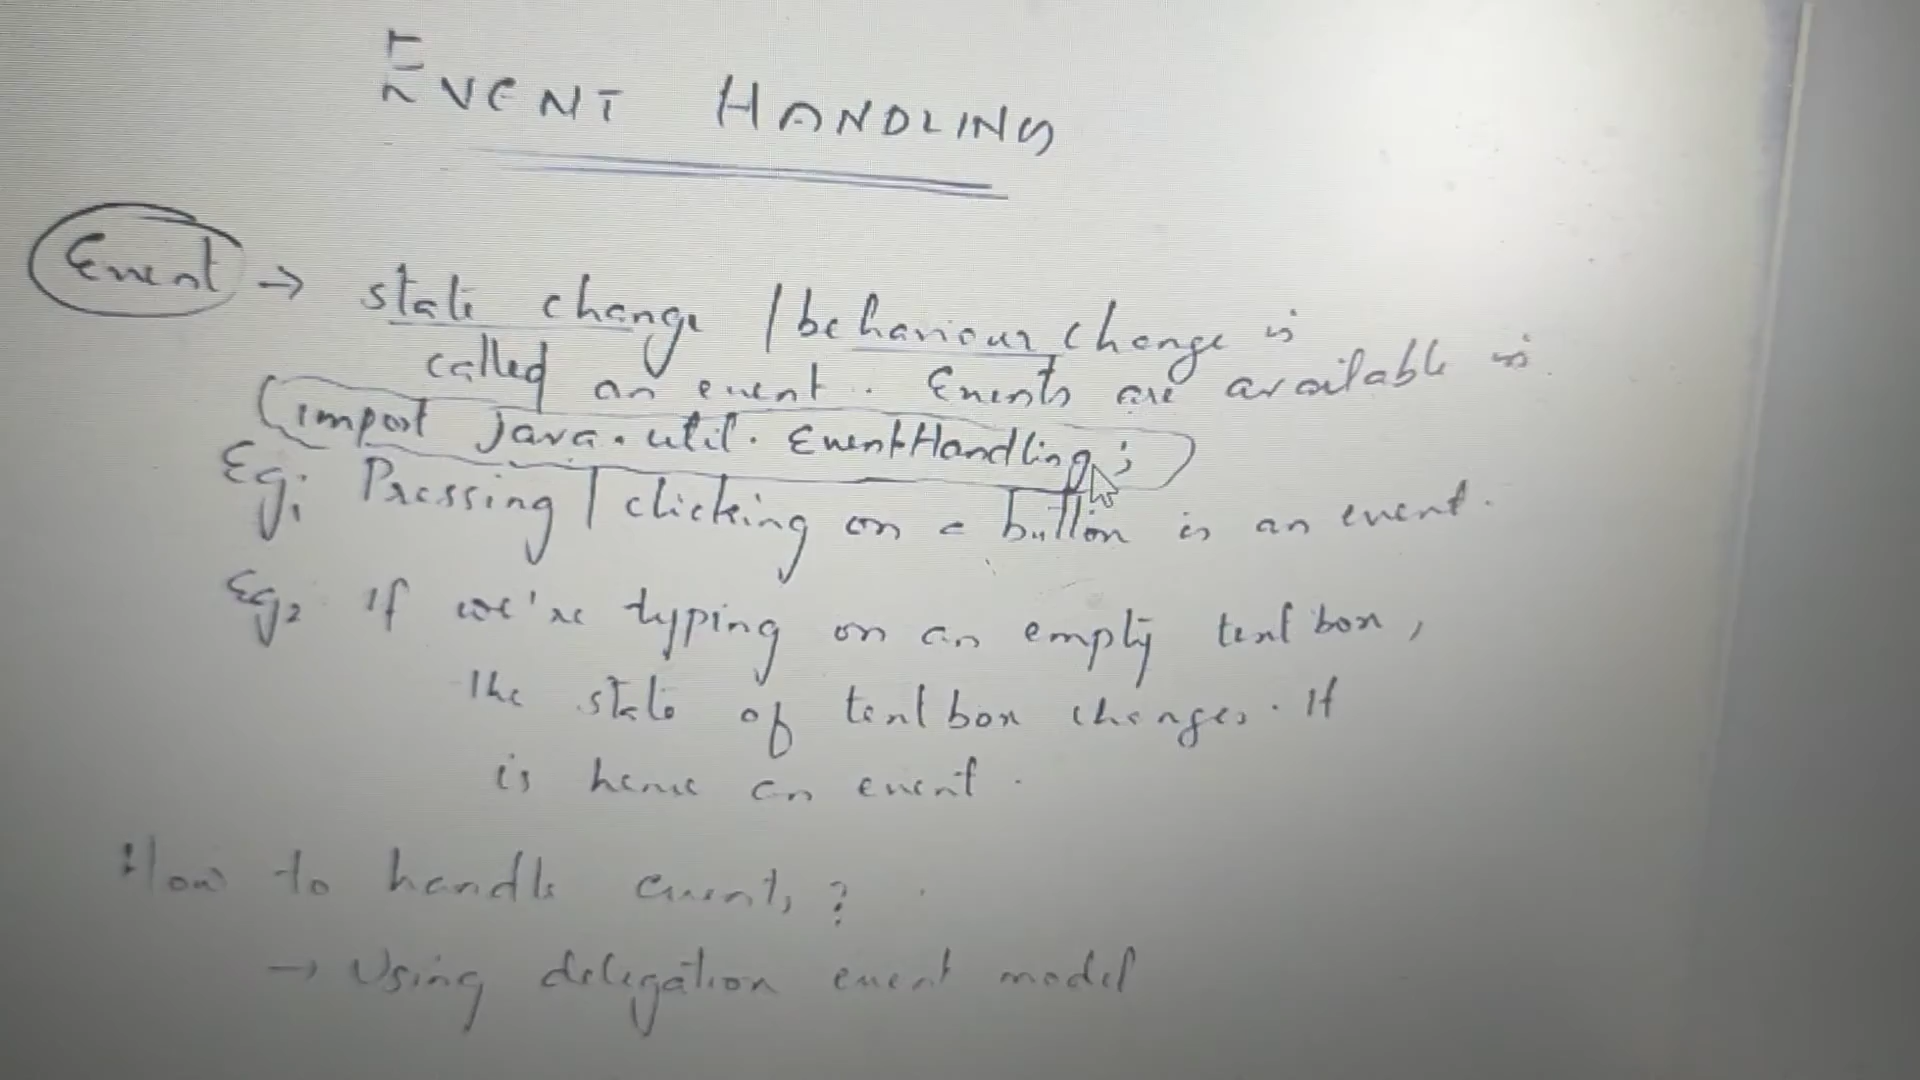 EVENT HANDLING
Event → state change / behaviour change is
called an event. Events are available in
import java.util.EventHandling;
Eg1 Pressing / clicking on a button is an event.
Eg2 If we're typing on an empty text box,
the state of text box changes. It
is hence an event.
How to handle events?
→ Using delegation event model